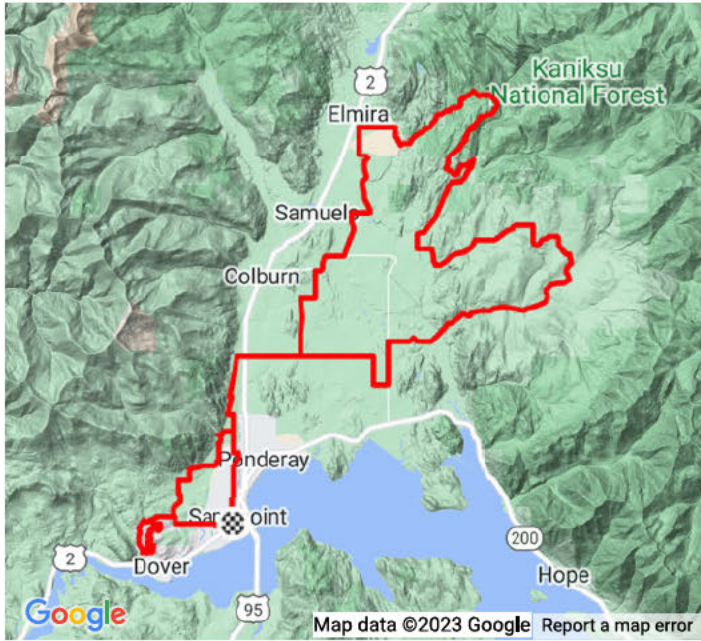 Kaniksu
National Forest
2
Elmira
Samuels
Colburn
Ponderay
Sandpoint
Dover
2
95
200
Hope
Google
Map data ©2023 Google
Report a map error